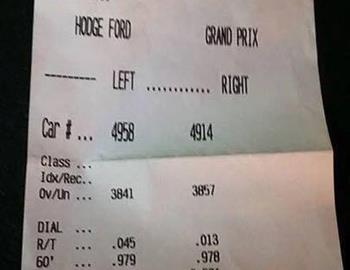 HODGE FORD GRAND PRIX
--------- LEFT ............ RIGHT
Car # ... 4958 4914
Class ...
Idx/Rec..
Ov/Un ... 3841 3857
DIAL ...
R/T ... .045 .013
60' ... .979 .978